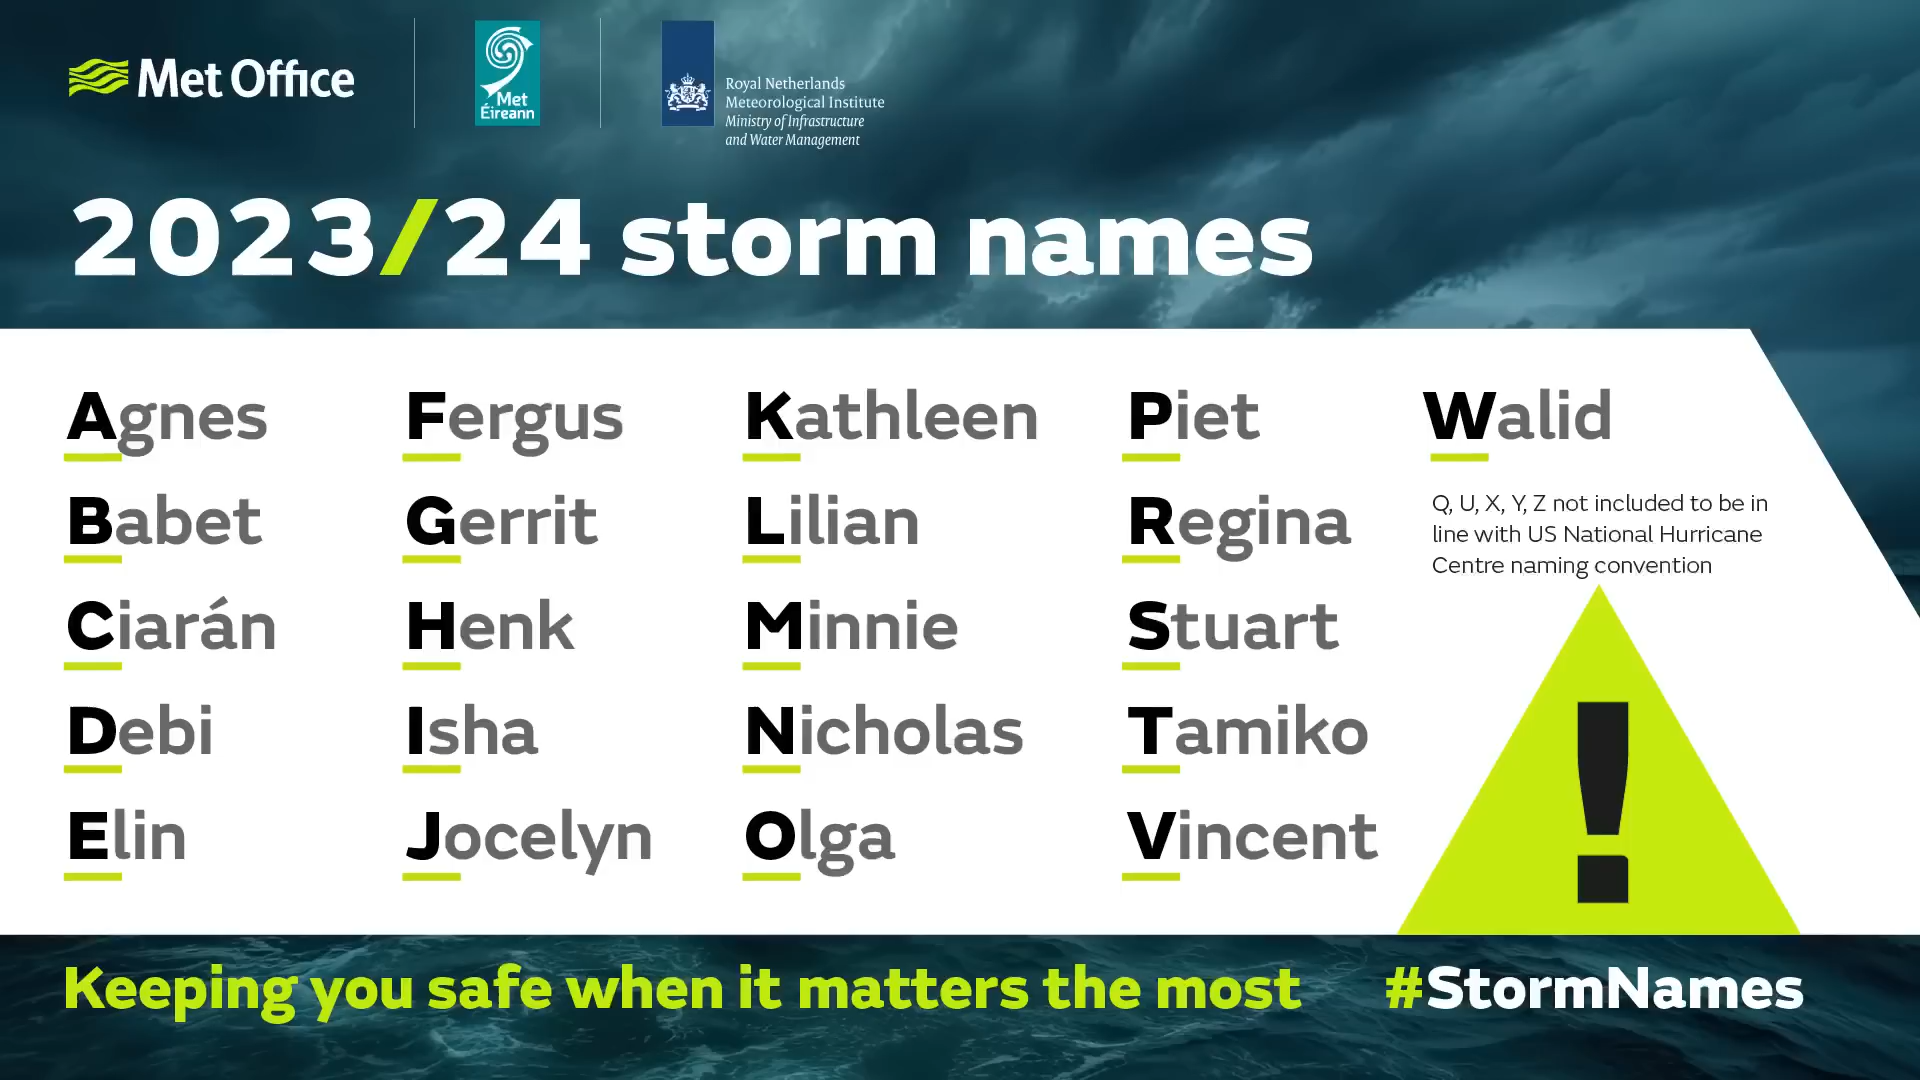 Met Office
Met
Éireann
Royal Netherlands
Meteorological Institute
Ministry of Infrastructure
and Water Management
2023/24 storm names
Agnes
Babet
Ciarán
Debi
Elin
Fergus
Gerrit
Henk
Isha
Jocelyn
Kathleen
Lilian
Minnie
Nicholas
Olga
Piet
Regina
Stuart
Tamiko
Vincent
Walid
Q, U, X, Y, Z not included to be in
line with US National Hurricane
Centre naming convention
!
Keeping you safe when it matters the most
#StormNames